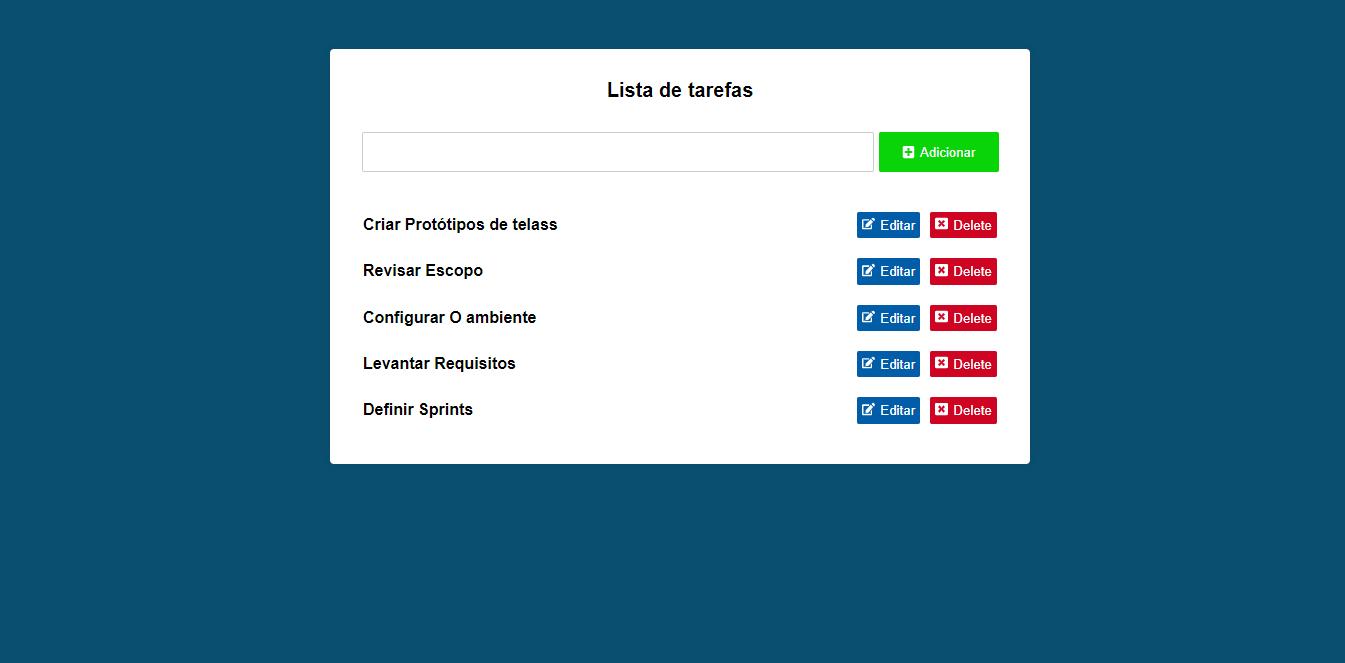 Lista de tarefas
Adicionar
Criar Protótipos de telass Editar Delete
Revisar Escopo Editar Delete
Configurar O ambiente Editar Delete
Levantar Requisitos Editar Delete
Definir Sprints Editar Delete